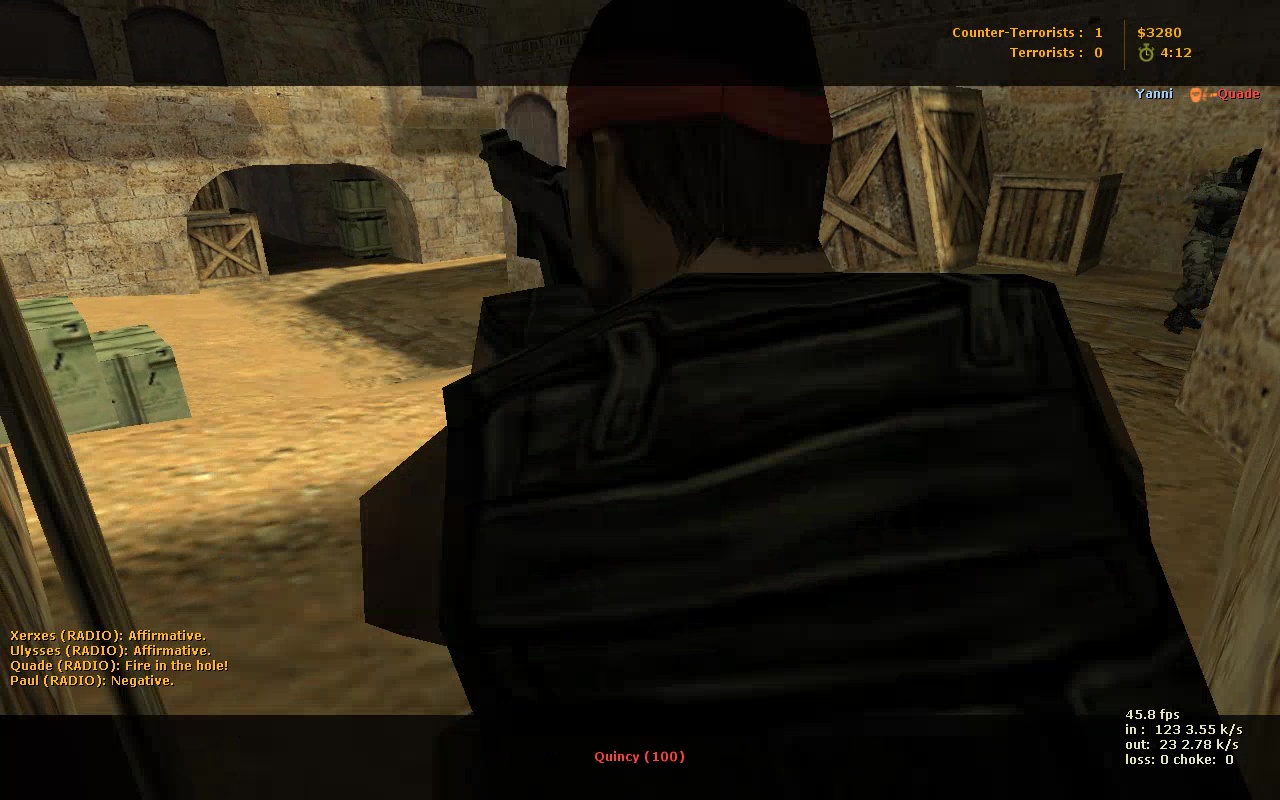 Counter-Terrorists : 1 $3280
Terrorists : 0 4:12
Yanni Quade
Xerxes (RADIO): Affirmative.
Ulysses (RADIO): Affirmative.
Quade (RADIO): Fire in the hole!
Paul (RADIO): Negative.
45.8 fps
in : 123 3.55 k/s
out: 23 2.78 k/s
loss: 0 choke: 0
Quincy (100)